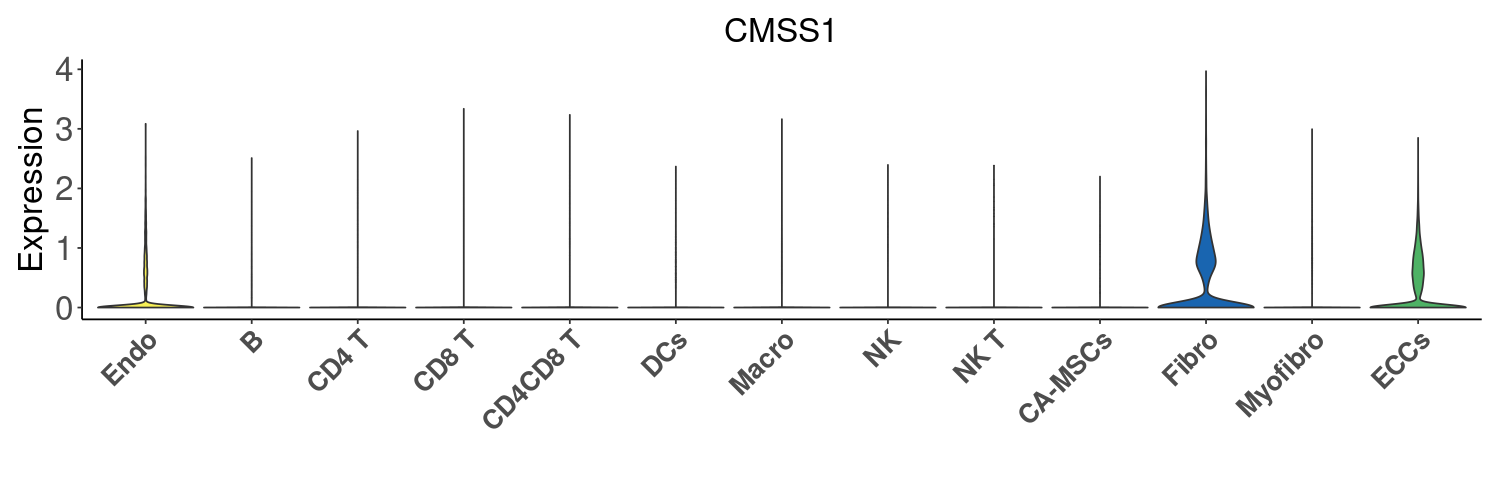 CMSS1
Expression
4
3
2
1
0
Endo
B
CD4 T
CD8 T
CD4CD8 T
DCs
Macro
NK
NK T
CA-MSCs
Fibro
Myofibro
ECCs